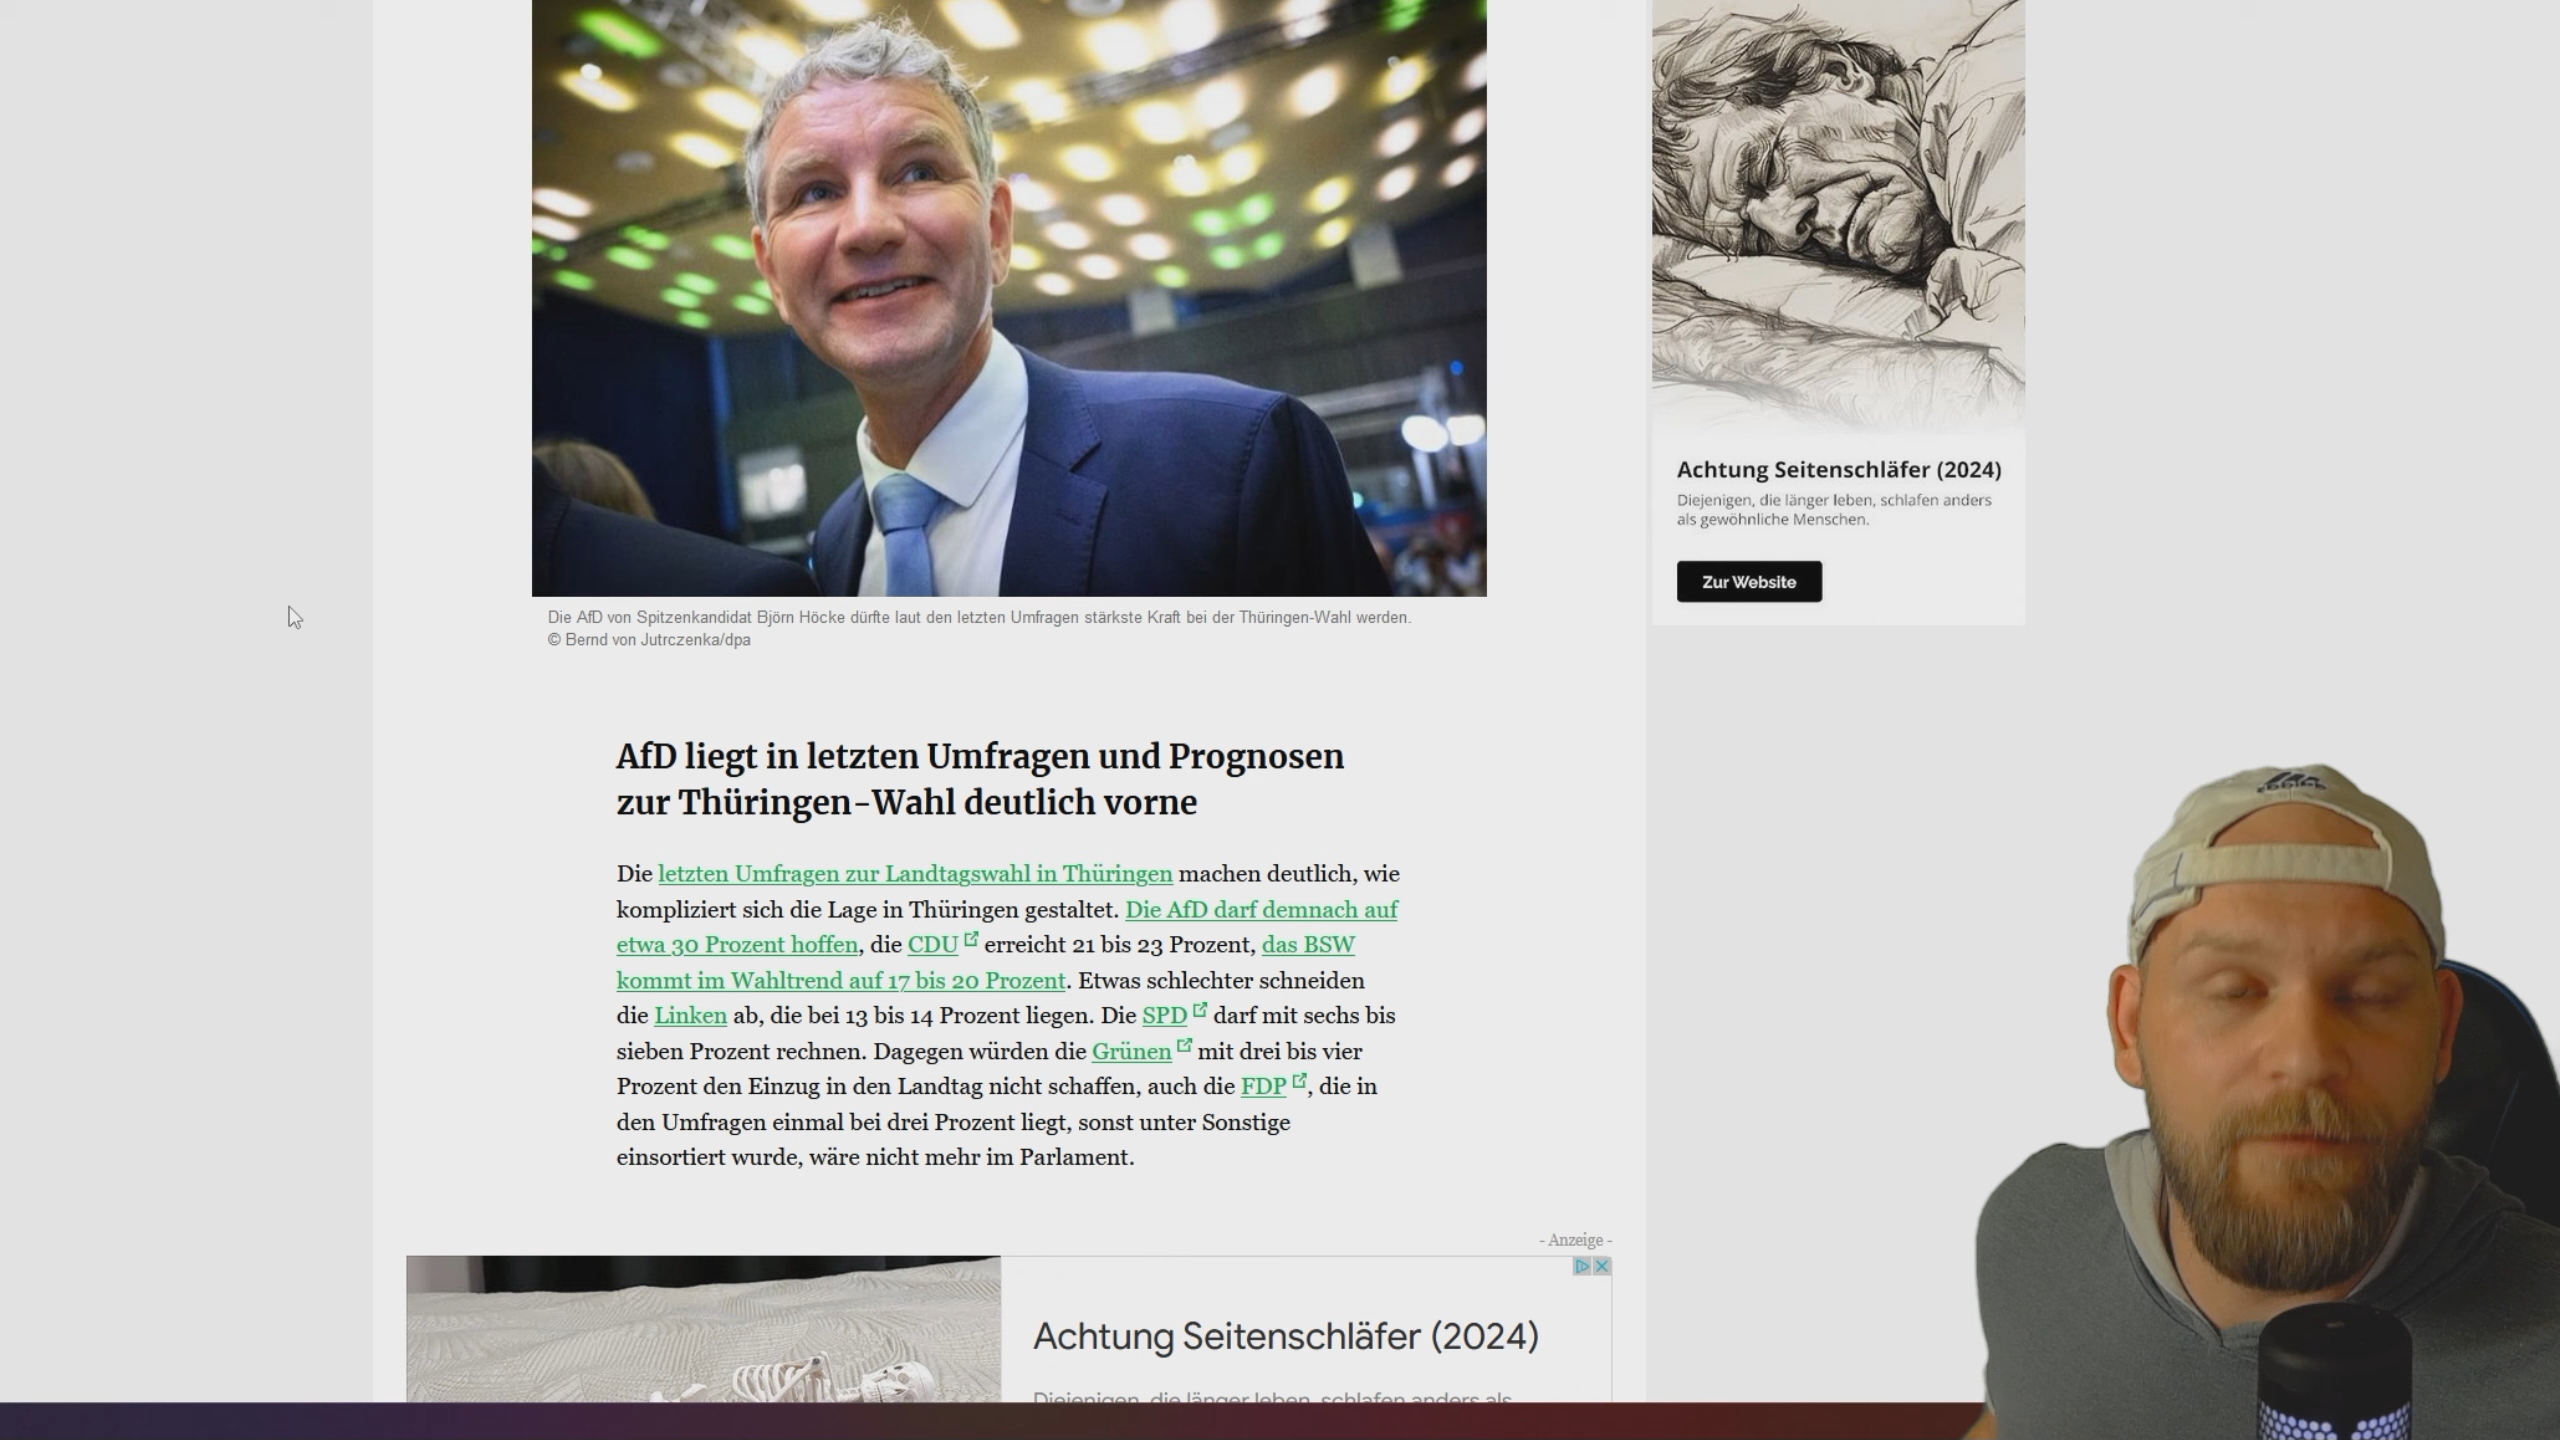 Achtung Seitenschläfer (2024)
Diejenigen, die länger leben, schlafen anders
als gewöhnliche Menschen.
Zur Website
Die AfD von Spitzenkandidat Björn Höcke dürfte laut den letzten Umfragen stärkste Kraft bei der Thüringen-Wahl werden.
© Bernd von Jutrczenka/dpa
AfD liegt in letzten Umfragen und Prognosen
zur Thüringen-Wahl deutlich vorne
Die letzten Umfragen zur Landtagswahl in Thüringen machen deutlich, wie
kompliziert sich die Lage in Thüringen gestaltet. Die AfD darf demnach auf
etwa 30 Prozent hoffen, die CDU erreicht 21 bis 23 Prozent, das BSW
kommt im Wahltrend auf 17 bis 20 Prozent. Etwas schlechter schneiden
die Linken ab, die bei 13 bis 14 Prozent liegen. Die SPD darf mit sechs bis
sieben Prozent rechnen. Dagegen würden die Grünen mit drei bis vier
Prozent den Einzug in den Landtag nicht schaffen, auch die FDP, die in
den Umfragen einmal bei drei Prozent liegt, sonst unter Sonstige
einsortiert wurde, wäre nicht mehr im Parlament.
- Anzeige -
Achtung Seitenschläfer (2024)
Diejenigen, die länger leben, schlafen anders als